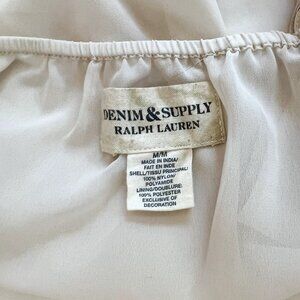 DENIM & SUPPLY
RALPH LAUREN
M/M
MADE IN INDIA/
FAIT EN INDE
SHELL/TISSU PRINCIPAL:
100% NYLON/
POLYAMIDE
LINING/DOUBLURE:
100% POLYESTER
EXCLUSIVE OF
DECORATION